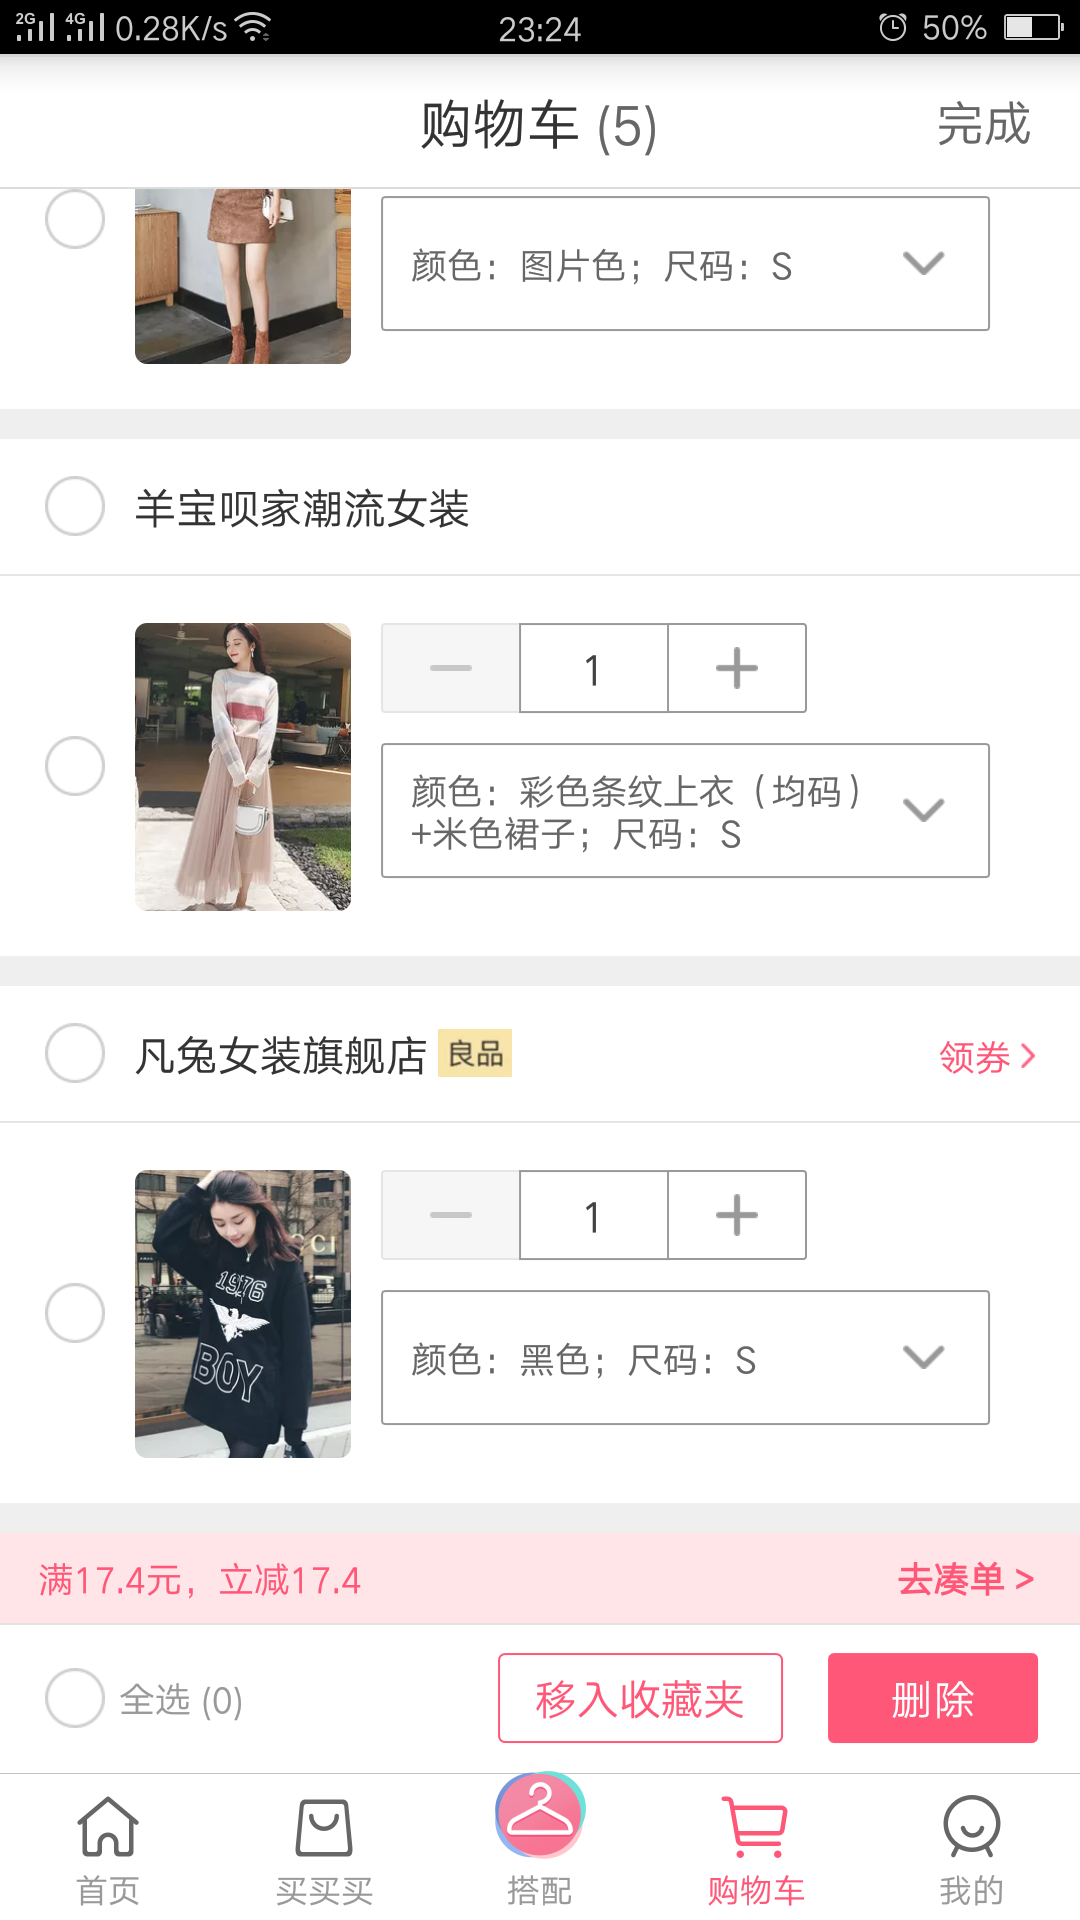 2G 4G 0.28K/s 23:24 50%
购物车 (5) 完成
颜色：图片色；尺码：S
羊宝呗家潮流女装
1
颜色：彩色条纹上衣（均码）
+米色裙子；尺码：S
凡兔女装旗舰店 良品 领券
CCI
1976
BOY
1
颜色：黑色；尺码：S
满17.4元，立减17.4 去凑单 >
全选 (0) 移入收藏夹 删除
首页 买买买 搭配 购物车 我的